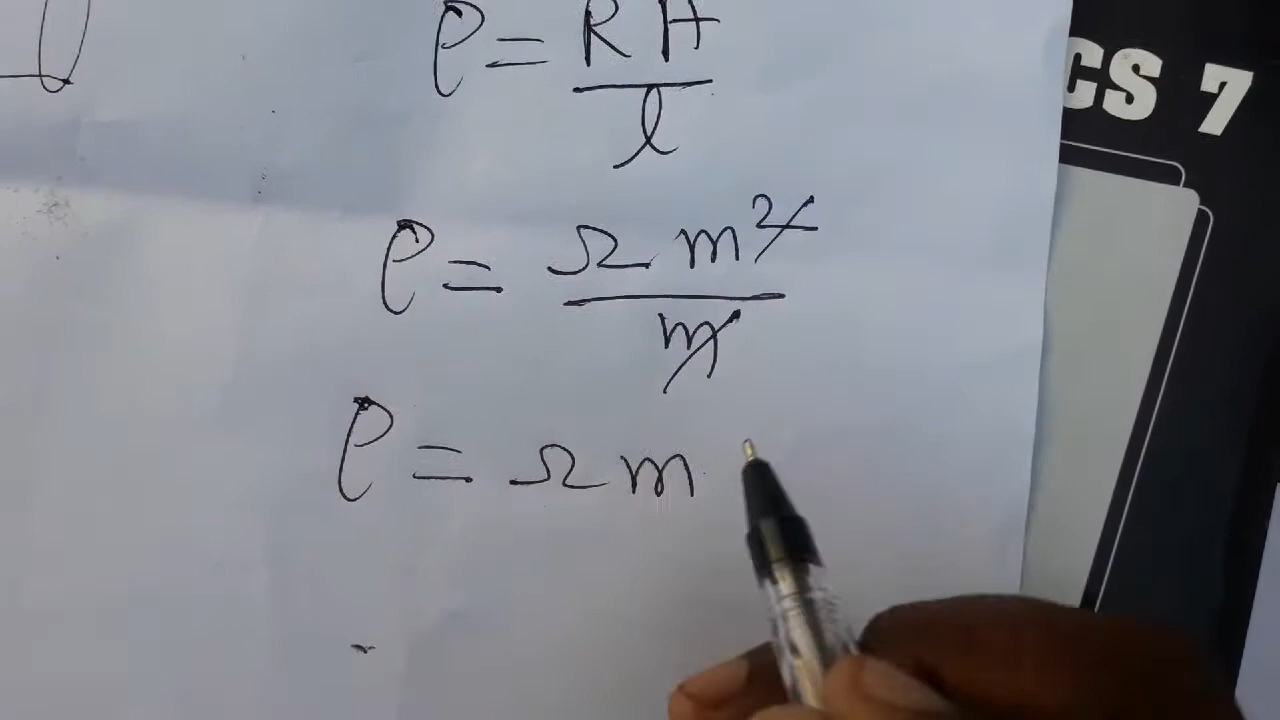 ρ = RA/l
CS 7
ρ = Ω m²/m
ρ = Ω m